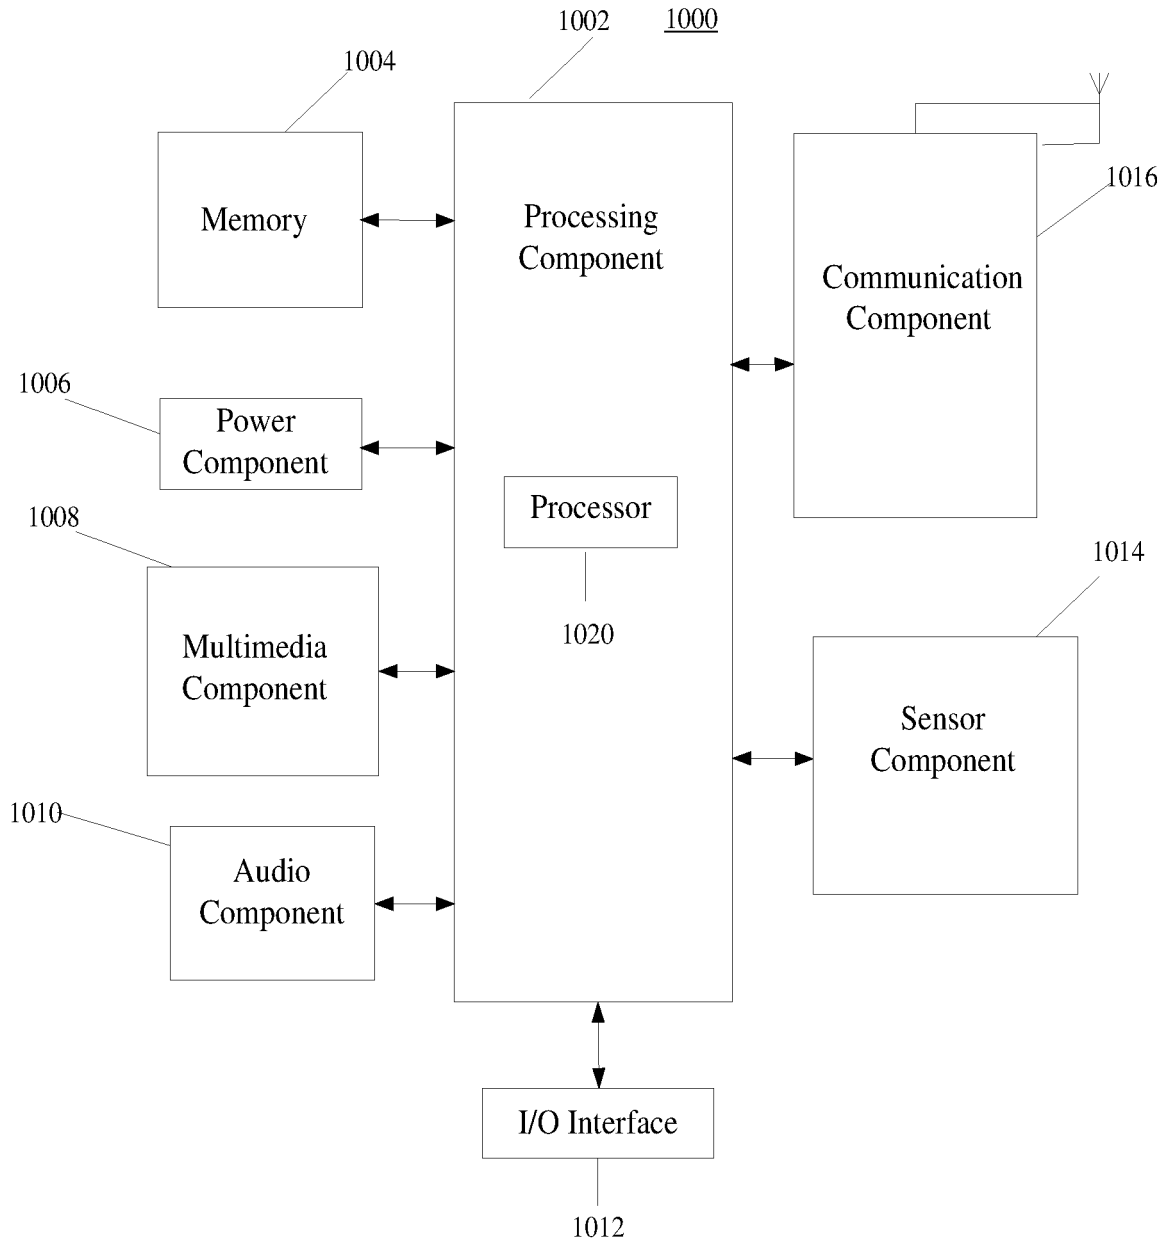 1002
1000
1004
1016
Memory
Processing
Component
Communication
Component
1006
Power
Component
Processor
1008
1014
1020
Multimedia
Component
Sensor
Component
1010
Audio
Component
I/O Interface
1012